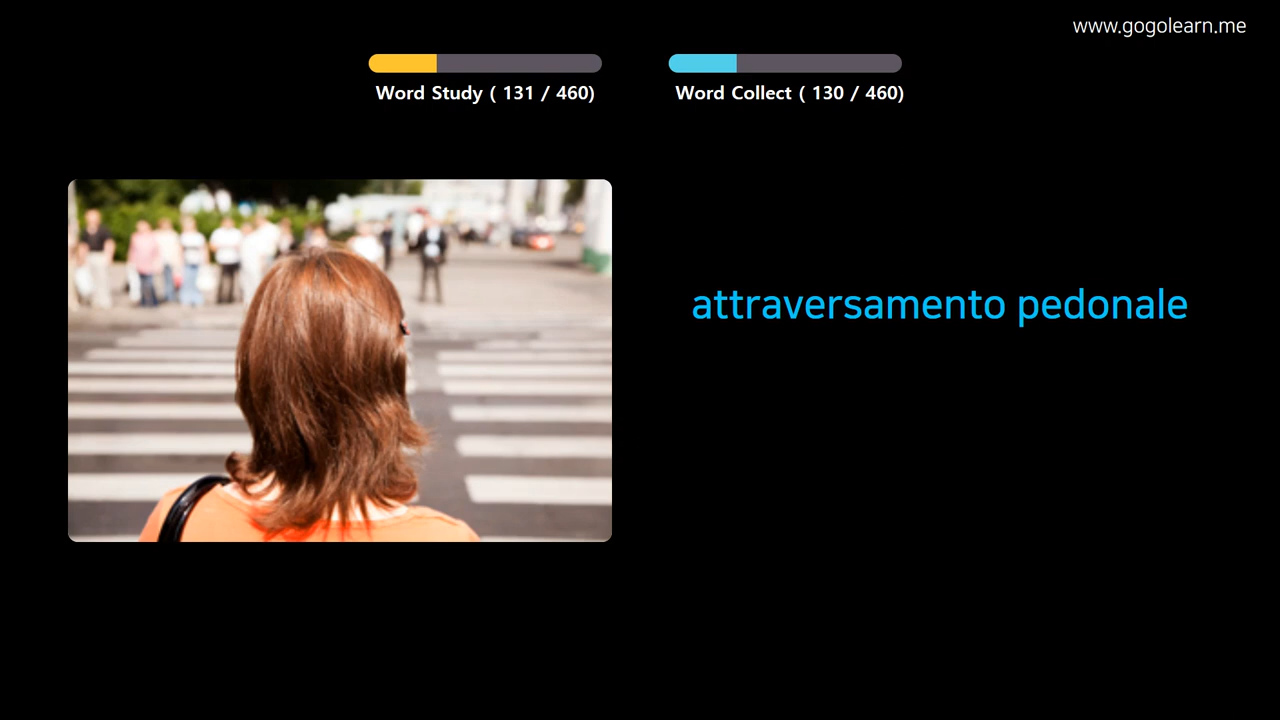 www.gogolearn.me
Word Study ( 131 / 460)
Word Collect ( 130 / 460)
attraversamento pedonale